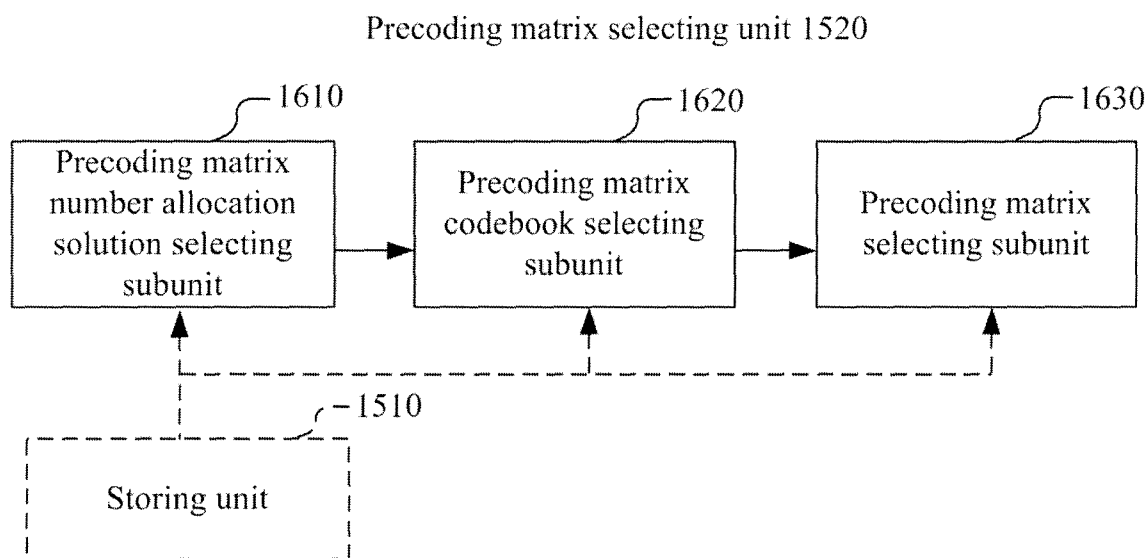 Precoding matrix selecting unit 1520
1610
1620
1630
Precoding matrix
number allocation
solution selecting
subunit
Precoding matrix
codebook selecting
subunit
Precoding matrix
selecting subunit
1510
Storing unit